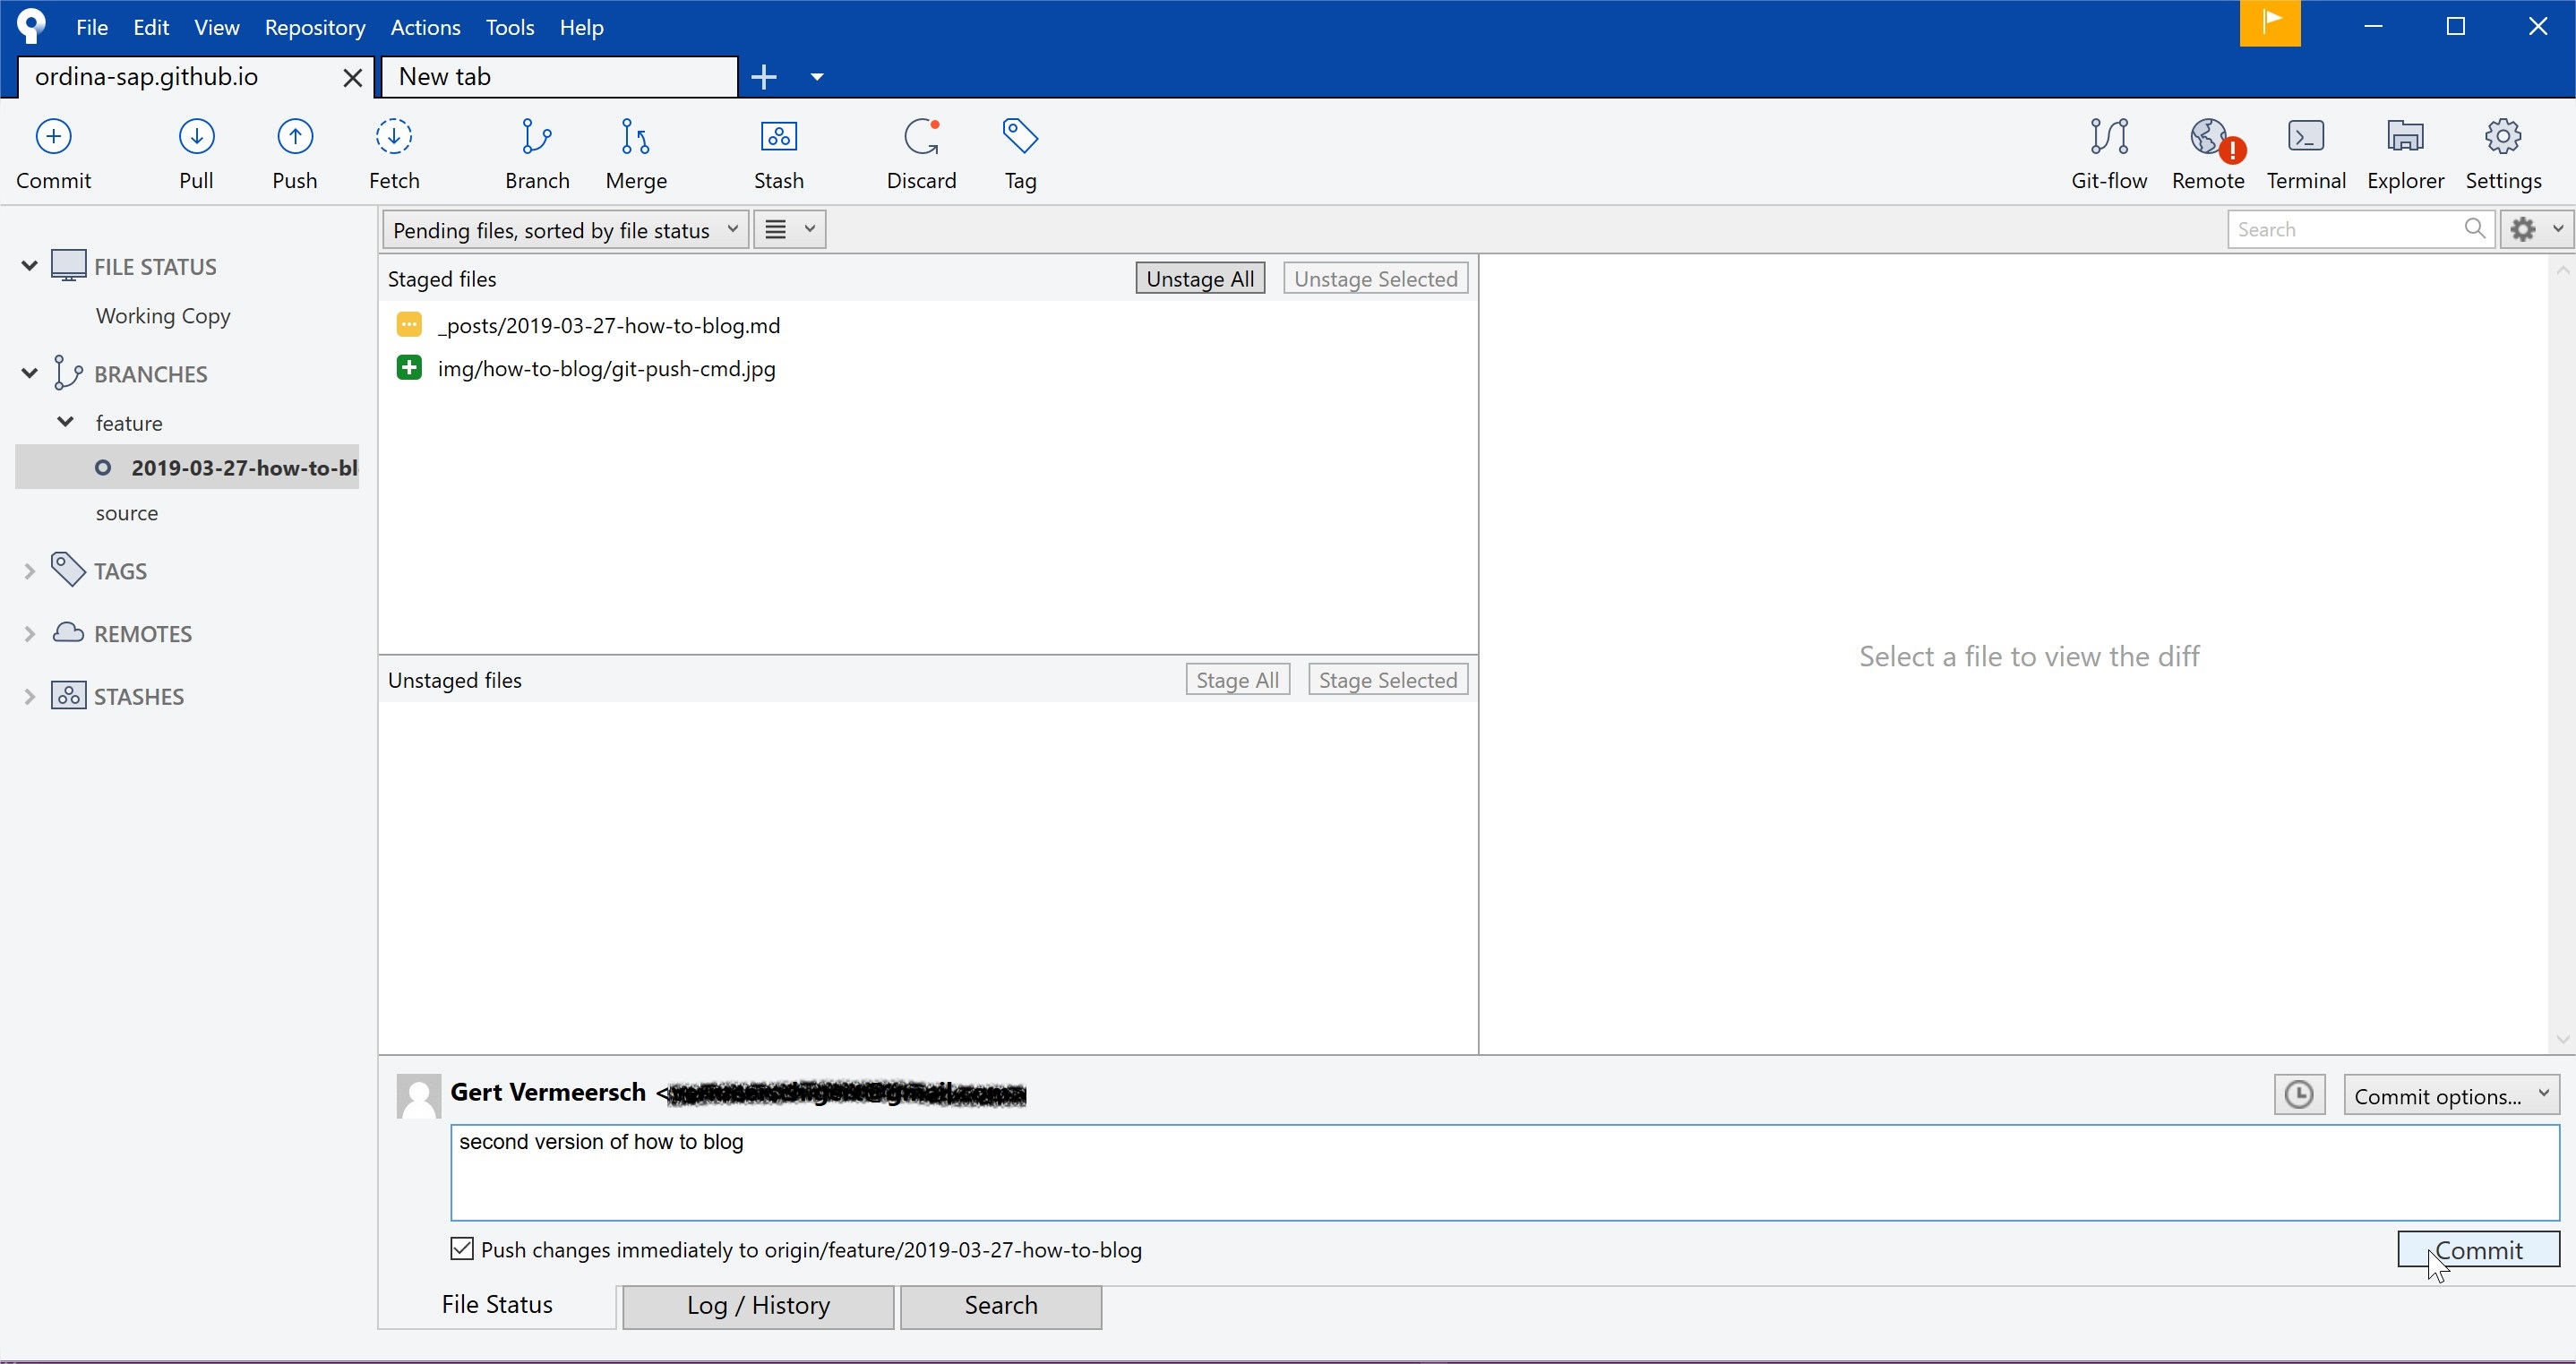 File Edit View Repository Actions Tools Help
ordina-sap.github.io New tab
Commit Pull Push Fetch Branch Merge Stash Discard Tag Git-flow Remote Terminal Explorer Settings
Pending files, sorted by file status Search
FILE STATUS
Working Copy
BRANCHES
feature
2019-03-27-how-to-bl
source
TAGS
REMOTES
STASHES
Staged files Unstage All Unstage Selected
_posts/2019-03-27-how-to-blog.md
img/how-to-blog/git-push-cmd.jpg
Unstaged files Stage All Stage Selected
Select a file to view the diff
Gert Vermeersch < Commit options...
second version of how to blog
Push changes immediately to origin/feature/2019-03-27-how-to-blog Commit
File Status Log / History Search